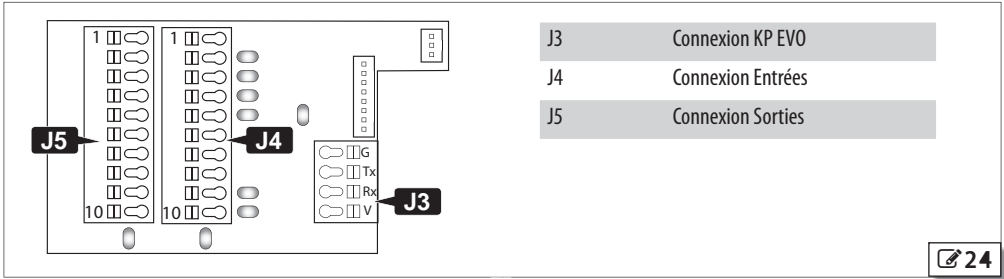 1 1
J5 J4
G
Tx
Rx
J3
10 10 V
J3 Connexion KP EVO
J4 Connexion Entrées
J5 Connexion Sorties
24